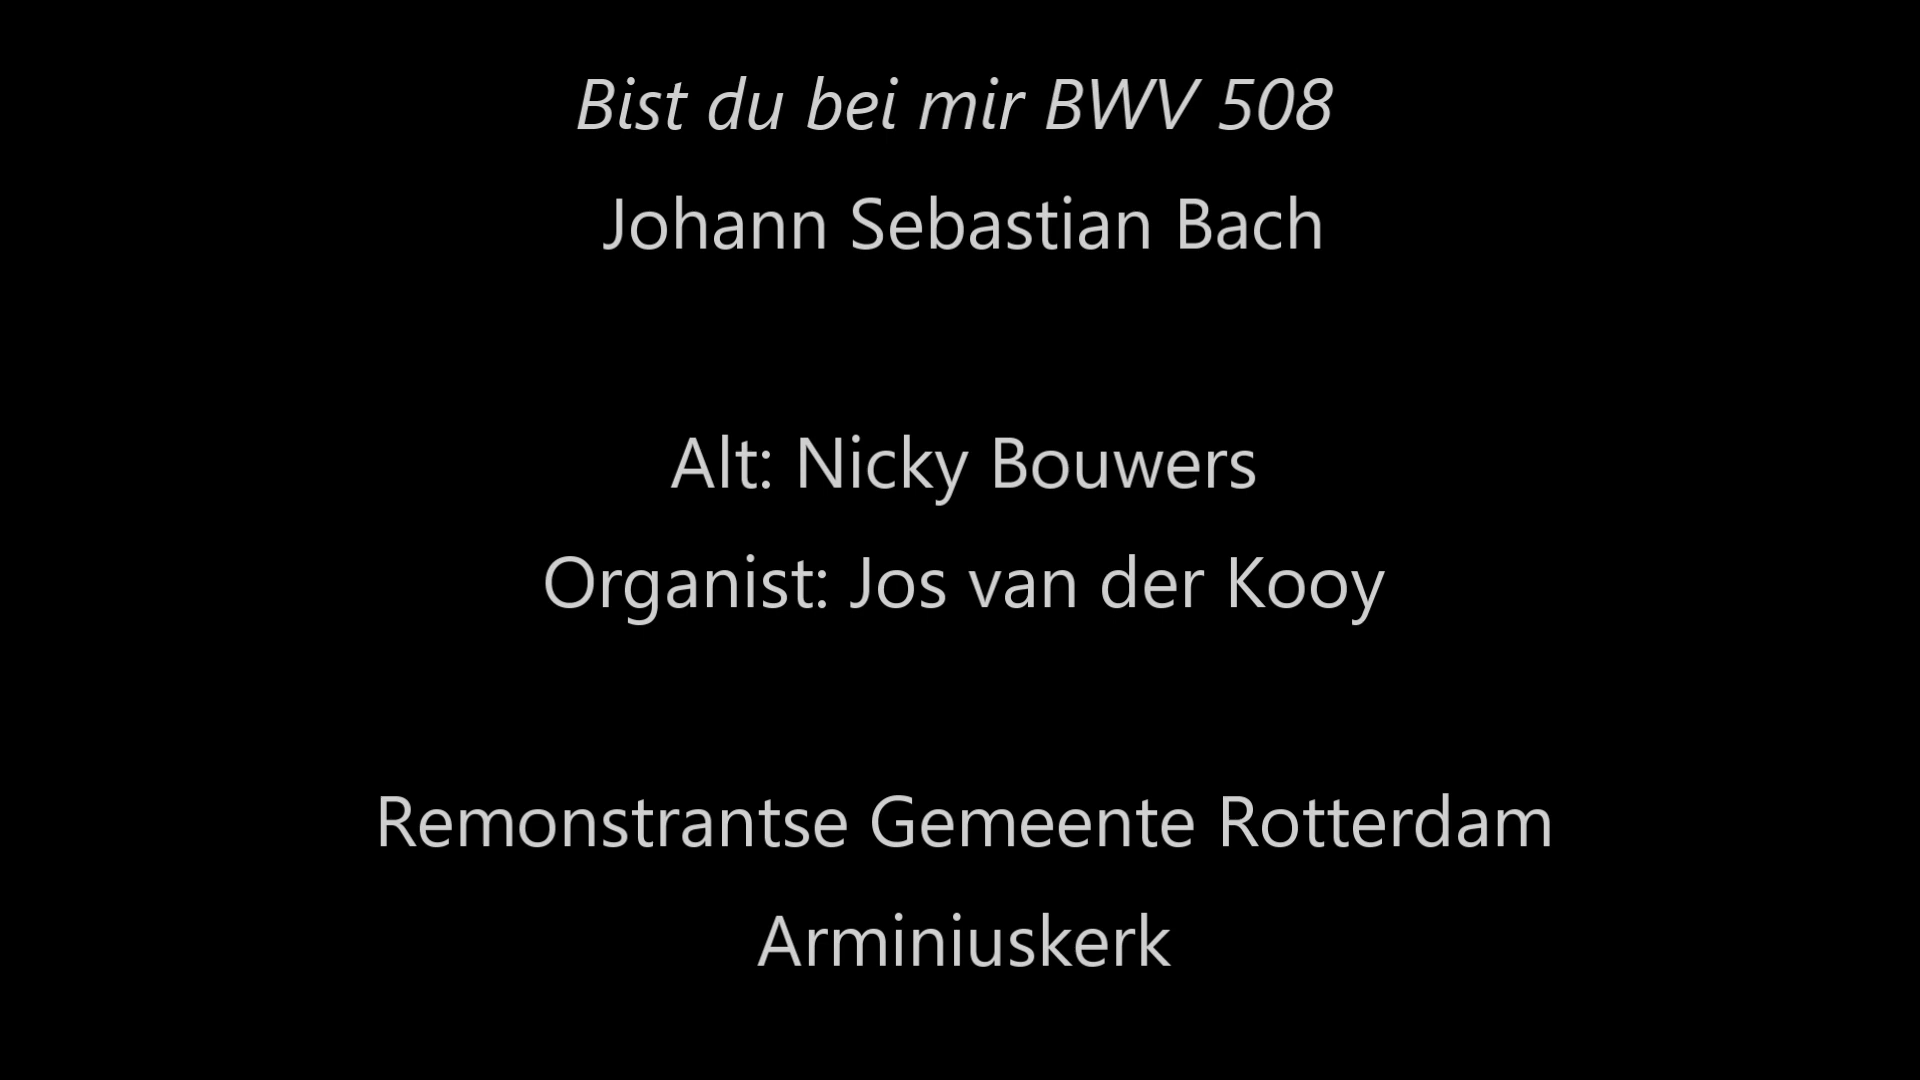 Bist du bei mir BWV 508
Johann Sebastian Bach
Alt: Nicky Bouwers
Organist: Jos van der Kooy
Remonstrantse Gemeente Rotterdam
Arminiuskerk